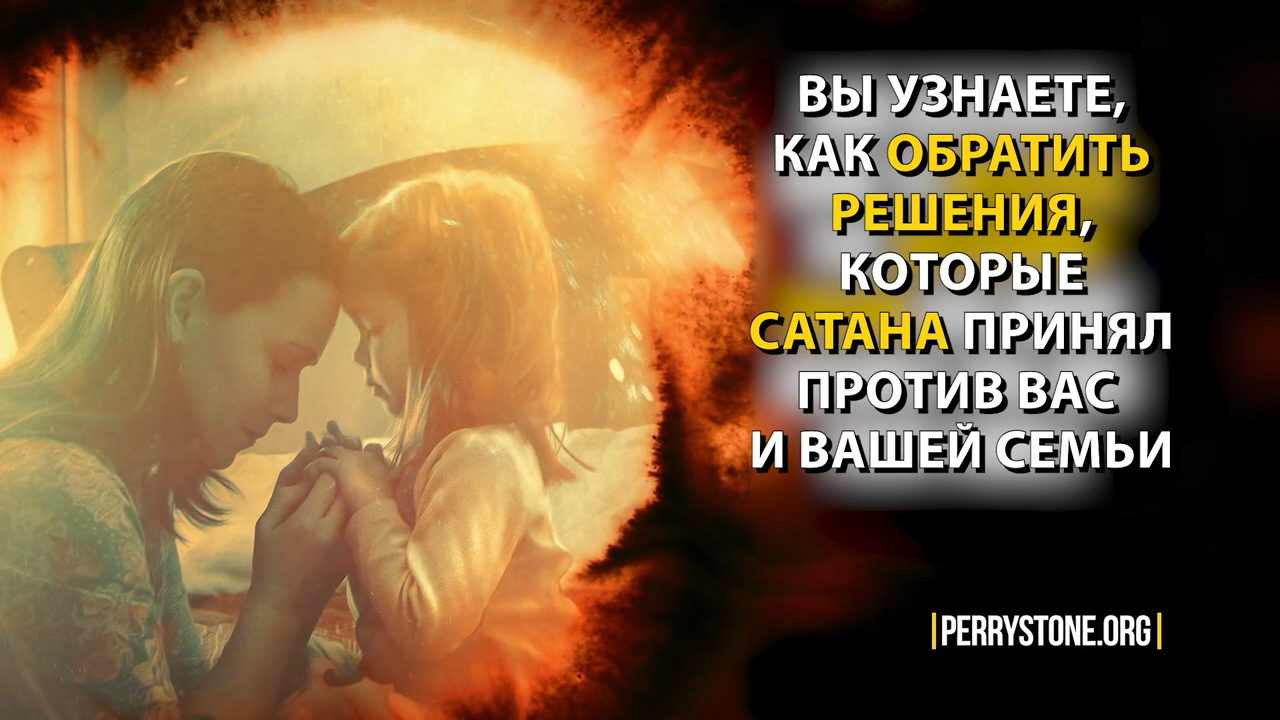 ВЫ УЗНАЕТЕ,
КАК ОБРАТИТЬ
РЕШЕНИЯ,
КОТОРЫЕ
САТАНА ПРИНЯЛ
ПРОТИВ ВАС
И ВАШЕЙ СЕМЬИ
|PERRYSTONE.ORG|